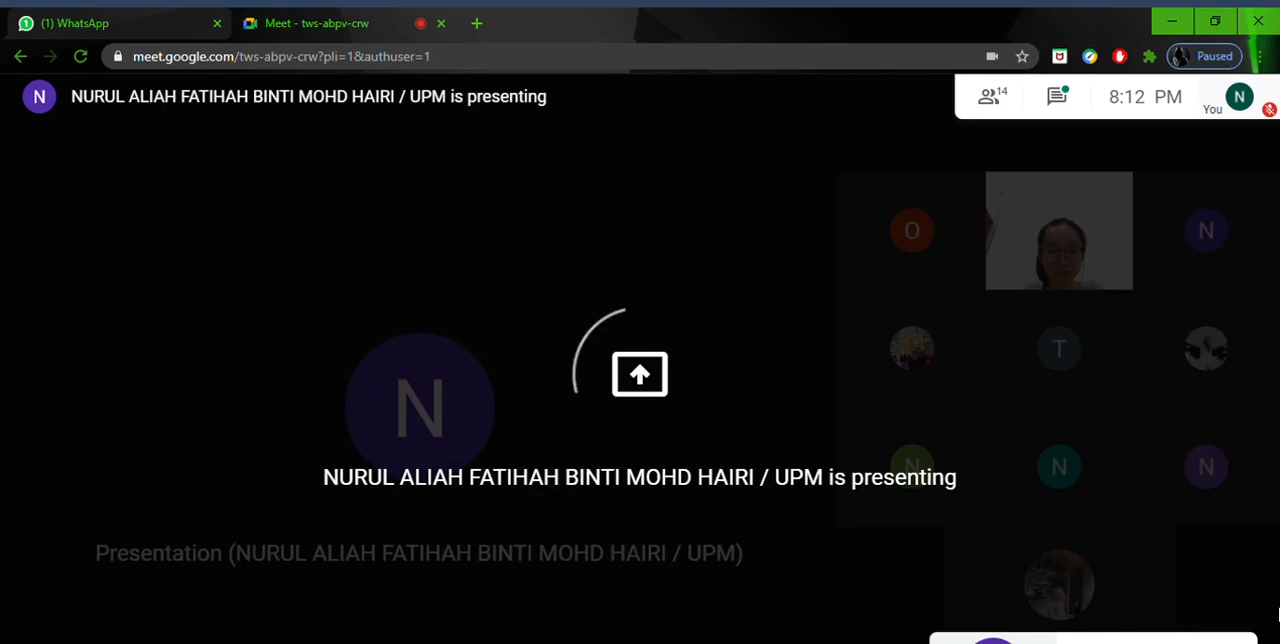 (1) WhatsApp
Meet - tws-abpv-crw
meet.google.com/tws-abpv-crw?pli=1&authuser=1
Paused
N
NURUL ALIAH FATIHAH BINTI MOHD HAIRI / UPM is presenting
14
8:12 PM
You
N
O
N
T
N
NURUL ALIAH FATIHAH BINTI MOHD HAIRI / UPM is presenting
N
N
N
Presentation (NURUL ALIAH FATIHAH BINTI MOHD HAIRI / UPM)